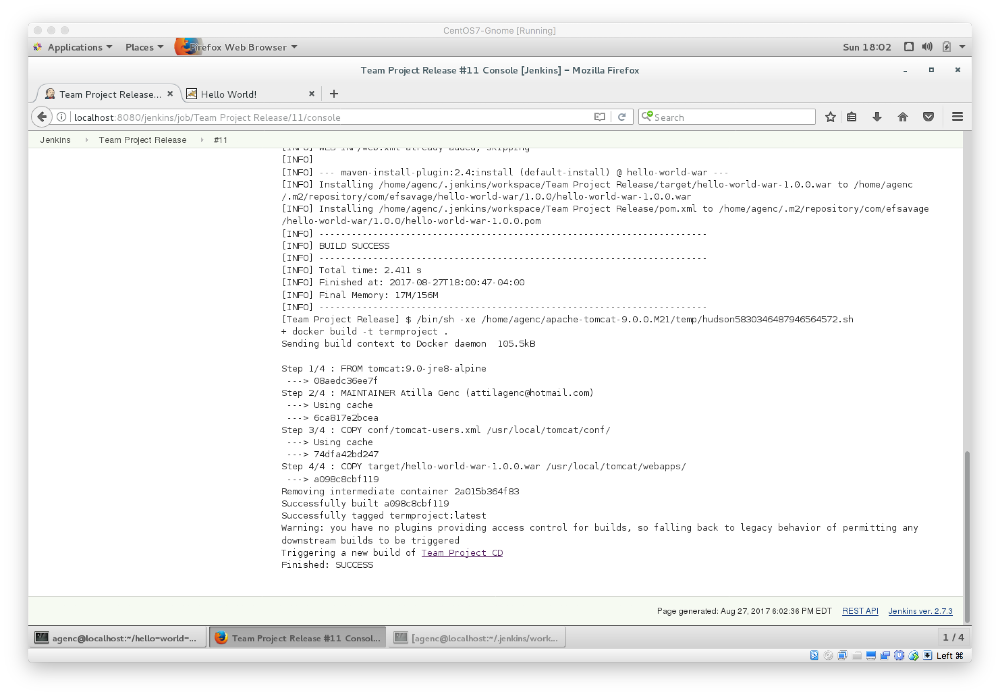 CentOS7-Gnome [Running]
Applications Places Firefox Web Browser Sun 18:02
Team Project Release #11 Console [Jenkins] – Mozilla Firefox
Team Project Release... Hello World!
localhost:8080/jenkins/job/Team Project Release/11/console Search
Jenkins Team Project Release #11
[INFO] WEB-INF/web.xml already added, skipping
[INFO]
[INFO] --- maven-install-plugin:2.4:install (default-install) @ hello-world-war ---
[INFO] Installing /home/agenc/.jenkins/workspace/Team Project Release/target/hello-world-war-1.0.0.war to /home/agenc
/.m2/repository/com/efsavage/hello-world-war/1.0.0/hello-world-war-1.0.0.war
[INFO] Installing /home/agenc/.jenkins/workspace/Team Project Release/pom.xml to /home/agenc/.m2/repository/com/efsavage
/hello-world-war/1.0.0/hello-world-war-1.0.0.pom
[INFO] ------------------------------------------------------------------------
[INFO] BUILD SUCCESS
[INFO] ------------------------------------------------------------------------
[INFO] Total time: 2.411 s
[INFO] Finished at: 2017-08-27T18:00:47-04:00
[INFO] Final Memory: 17M/156M
[INFO] ------------------------------------------------------------------------
[Team Project Release] $ /bin/sh -xe /home/agenc/apache-tomcat-9.0.0.M21/temp/hudson5830346487946564572.sh
+ docker build -t termproject .
Sending build context to Docker daemon  105.5kB
Step 1/4 : FROM tomcat:9.0-jre8-alpine
---> 08aedc36ee7f
Step 2/4 : MAINTAINER Atilla Genc (attilagenc@hotmail.com)
---> Using cache
---> 6ca817e2bcea
Step 3/4 : COPY conf/tomcat-users.xml /usr/local/tomcat/conf/
---> Using cache
---> 74dfa42bd247
Step 4/4 : COPY target/hello-world-war-1.0.0.war /usr/local/tomcat/webapps/
---> a098c8cbf119
Removing intermediate container 2a015b364f83
Successfully built a098c8cbf119
Successfully tagged termproject:latest
Warning: you have no plugins providing access control for builds, so falling back to legacy behavior of permitting any
downstream builds to be triggered
Triggering a new build of Team Project CD
Finished: SUCCESS
Page generated: Aug 27, 2017 6:02:36 PM EDT REST API Jenkins ver. 2.7.3
agenc@localhost:~/hello-world-... Team Project Release #11 Consol... [agenc@localhost:~/.jenkins/work... 1 / 4
Left ⌘